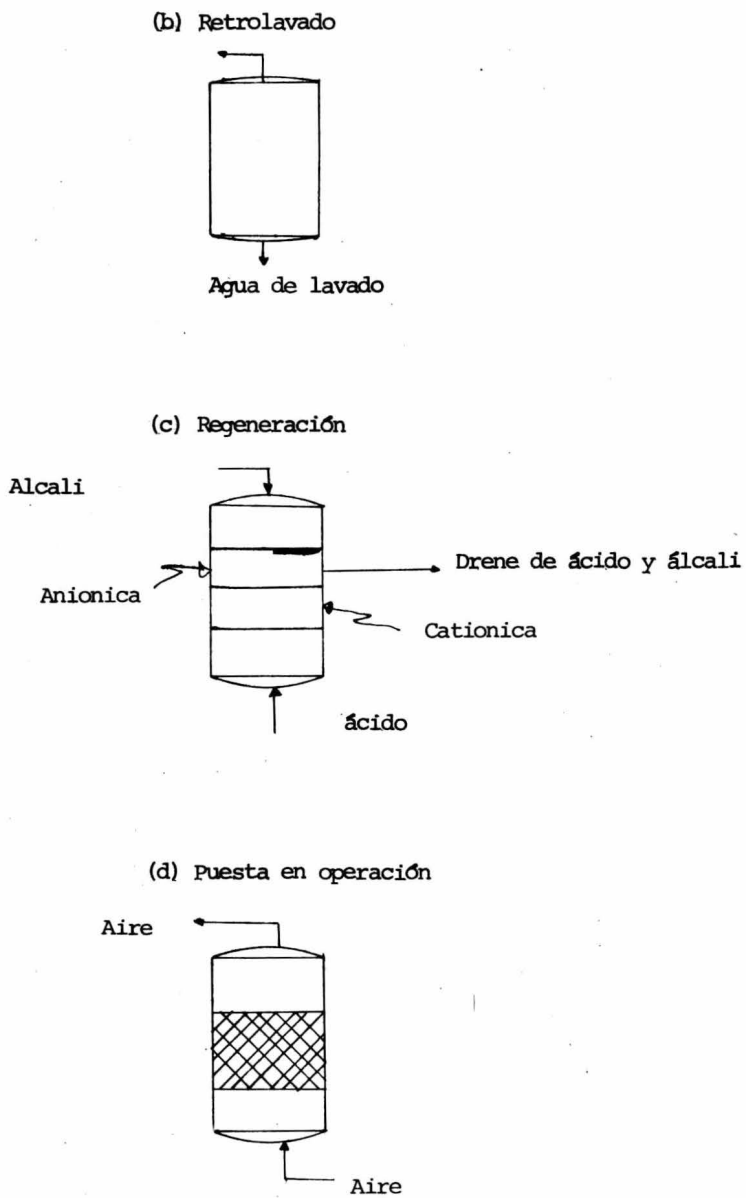 (b) Retrolavado
Agua de lavado
(c) Regeneración
Alcali
Drene de ácido y álcali
Anionica
Cationica
ácido
(d) Puesta en operación
Aire
Aire